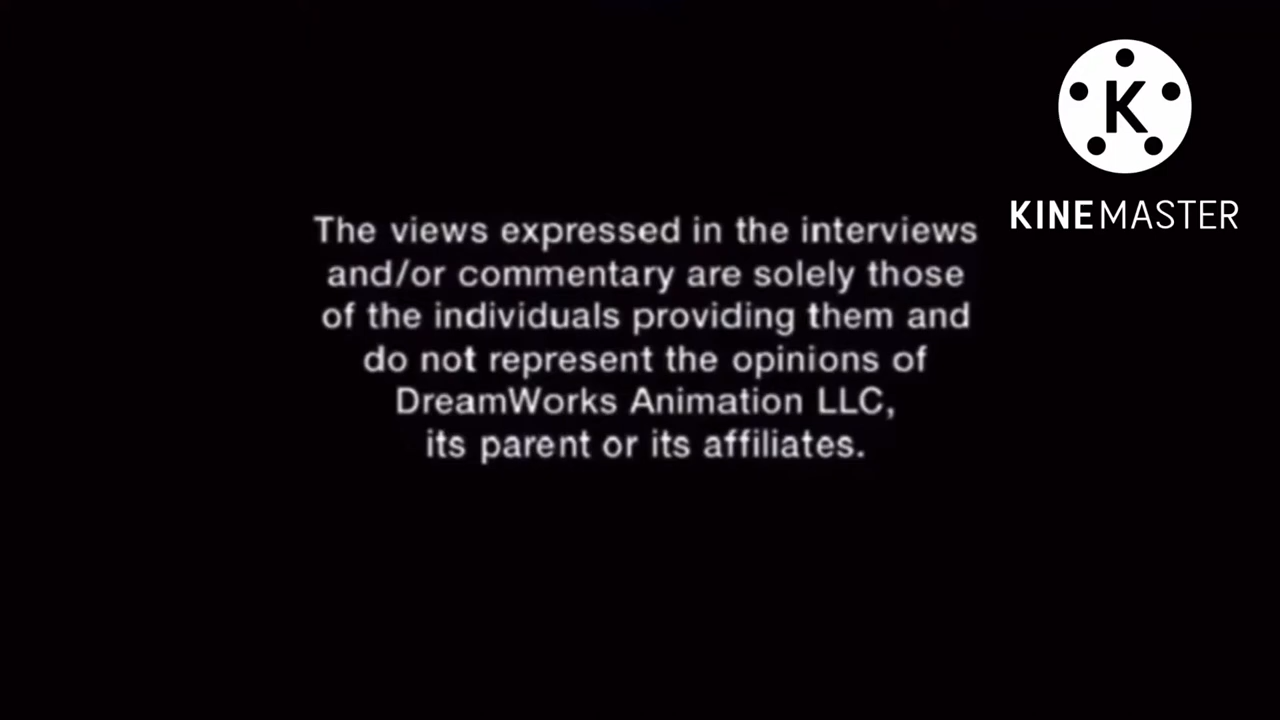 K
KINEMASTER
The views expressed in the interviews
and/or commentary are solely those
of the individuals providing them and
do not represent the opinions of
DreamWorks Animation LLC,
its parent or its affiliates.